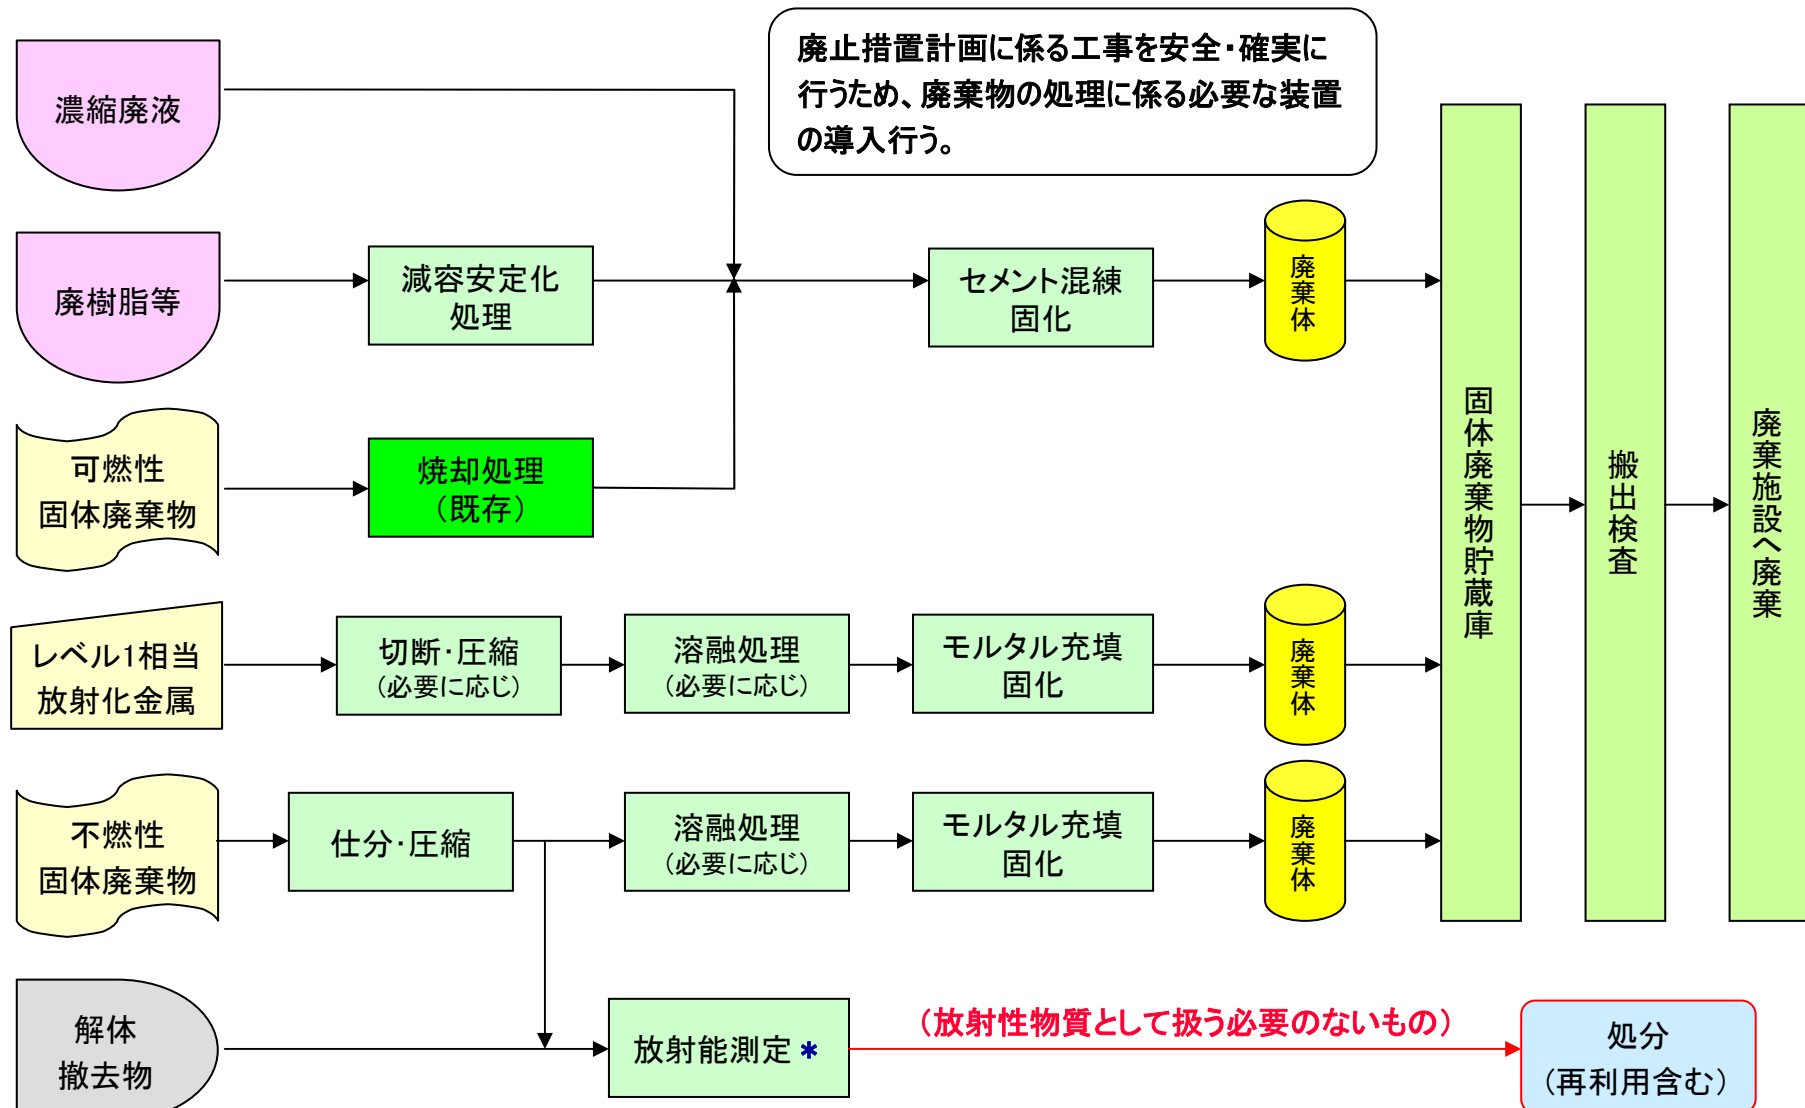 廃止措置計画に係る工事を安全・確実に
行うため、廃棄物の処理に係る必要な装置
の導入行う。
濃縮廃液
廃樹脂等
減容安定化
処理
セメント混練
固化
廃棄体
可燃性
固体廃棄物
焼却処理
（既存）
レベル1相当
放射化金属
切断・圧縮
（必要に応じ）
溶融処理
（必要に応じ）
モルタル充填
固化
廃棄体
不燃性
固体廃棄物
仕分・圧縮
溶融処理
（必要に応じ）
モルタル充填
固化
廃棄体
固体廃棄物貯蔵庫
搬出検査
廃棄施設へ廃棄
解体
撤去物
放射能測定＊
（放射性物質として扱う必要のないもの）
処分
（再利用含む）